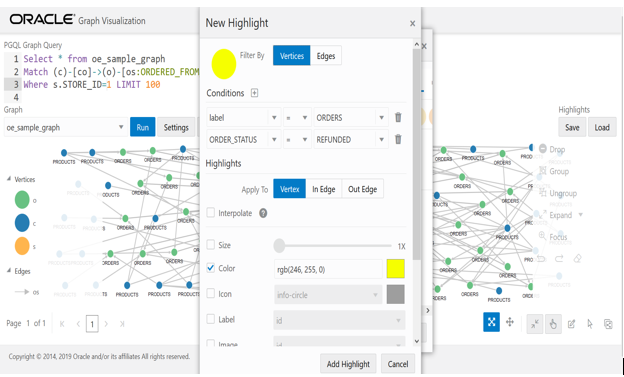 ORACLE® Graph Visualization
PGQL Graph Query
1 Select * from oe_sample_graph
2 Match (c)-[co]->(o)-[os:ORDERED_FROM
3 Where s.STORE_ID=1 LIMIT 100
4
Graph
oe_sample_graph
Run
Settings
Vertices
o
c
s
Edges
os
PRODUCTS PRODUCTS ORDERS ORDERS PRODUCTS
PRODUCTS PRODUCTS ORDERS ORDERS
PRODUCTS ORDERS PRODUCTS
PRODUCTS PRODUCTS ORDERS ORDERS ORDERS
PRODUCTS PRODUCTS PRODUCTS
Page 1 of 1
1
Copyright © 2014, 2019 Oracle and/or its affiliates All rights reserved.
New Highlight
×
Filter By
Vertices
Edges
Conditions
label = ORDERS
ORDER_STATUS = REFUNDED
Highlights
Apply To
Vertex
In Edge
Out Edge
Interpolate ?
Size
1X
Color
rgb(246, 255, 0)
Icon
info-circle
Label
id
Image
id
Add Highlight
Cancel
×
Highlights
Save
Load
Drop
Group
Ungroup
Expand
Focus
ORDERS PRODUCTS ORDERS
ORDERS ORDERS
PRODUCTS ORDERS
ORDERS PRODUCTS
ORDERS ORDERS
ORDERS PRODUCTS ORDERS